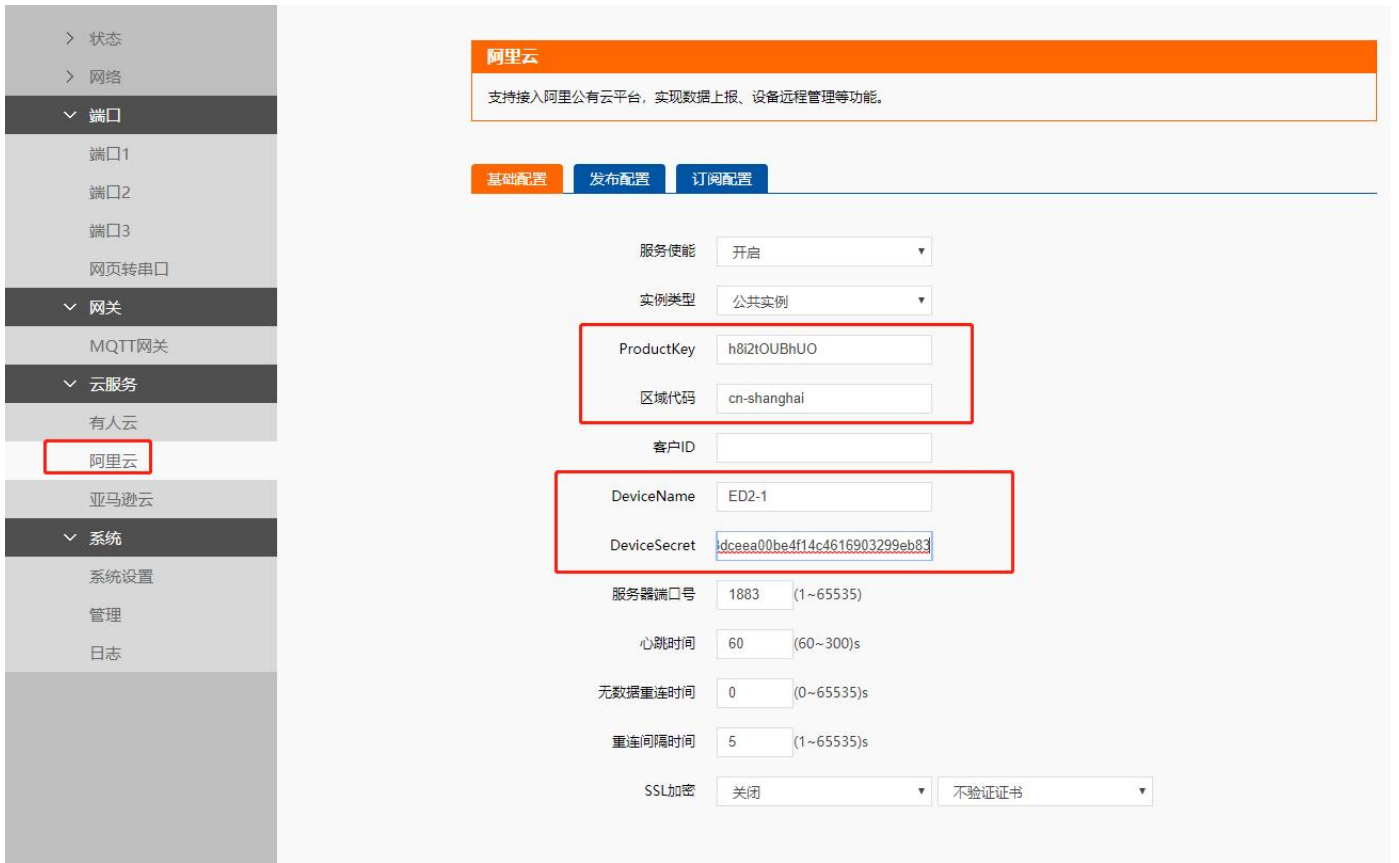 状态
网络
端口
端口1
端口2
端口3
网页转串口
网关
MQTT网关
云服务
有人云
阿里云
亚马逊云
系统
系统设置
管理
日志
阿里云
支持接入阿里公有云平台，实现数据上报、设备远程管理等功能。
基础配置 发布配置 订阅配置
服务使能 开启
实例类型 公共实例
ProductKey h8i2tOUBhUO
区域代码 cn-shanghai
客户ID
DeviceName ED2-1
DeviceSecret dceea00be4f14c4616903299eb83
服务器端口号 1883 (1~65535)
心跳时间 60 (60~300)s
无数据重连时间 0 (0~65535)s
重连间隔时间 5 (1~65535)s
SSL加密 关闭 不验证证书